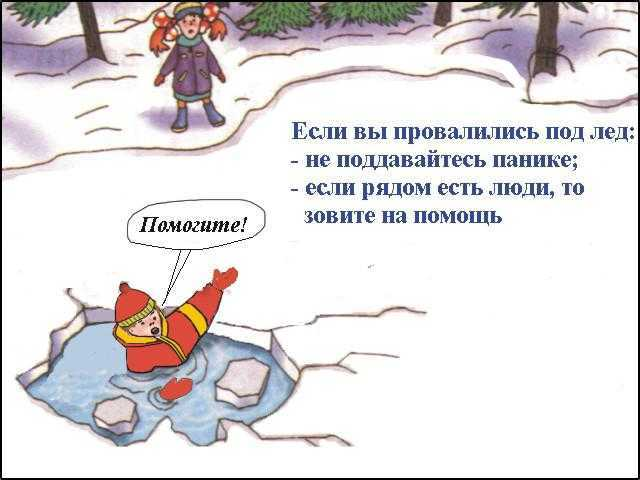 Если вы провалились под лед:
- не поддавайтесь панике;
- если рядом есть люди, то
зовите на помощь
Помогите!